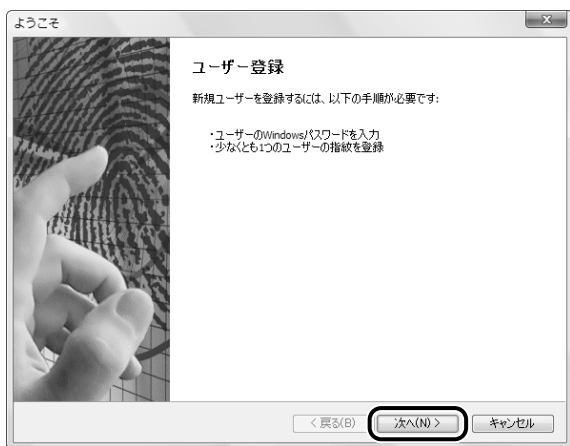 ようこそ
ユーザー登録
新規ユーザーを登録するには、以下の手順が必要です:
・ユーザーのWindowsパスワードを入力
・少なくとも1つのユーザーの指紋を登録
< 戻る(B)
次へ(N) >
キャンセル